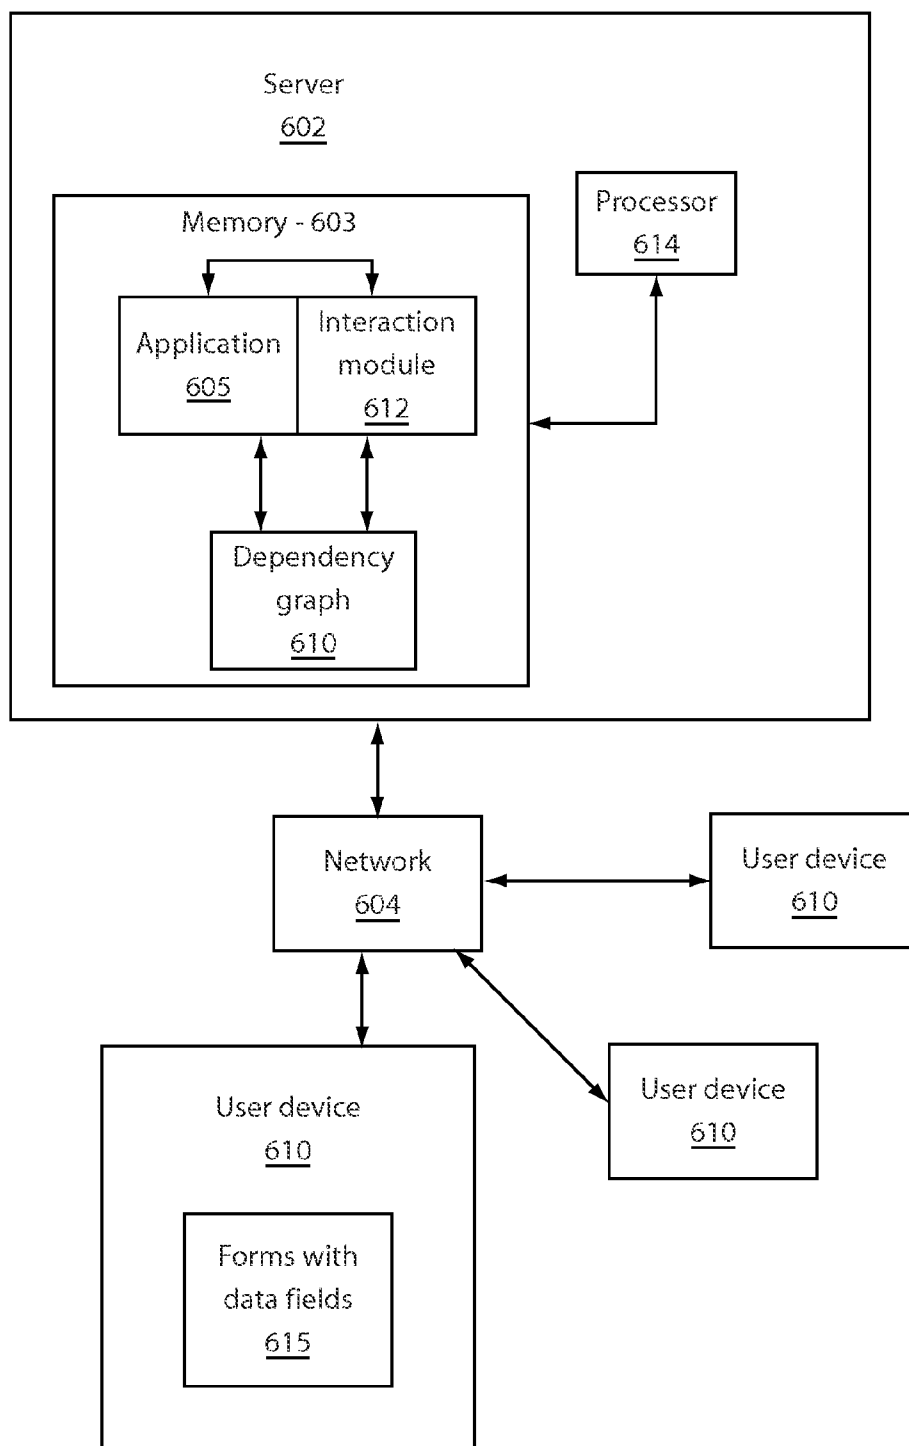 Server
602
Memory - 603
Processor
614
Application
605
Interaction
module
612
Dependency
graph
610
Network
604
User device
610
User device
610
User device
610
Forms with
data fields
615